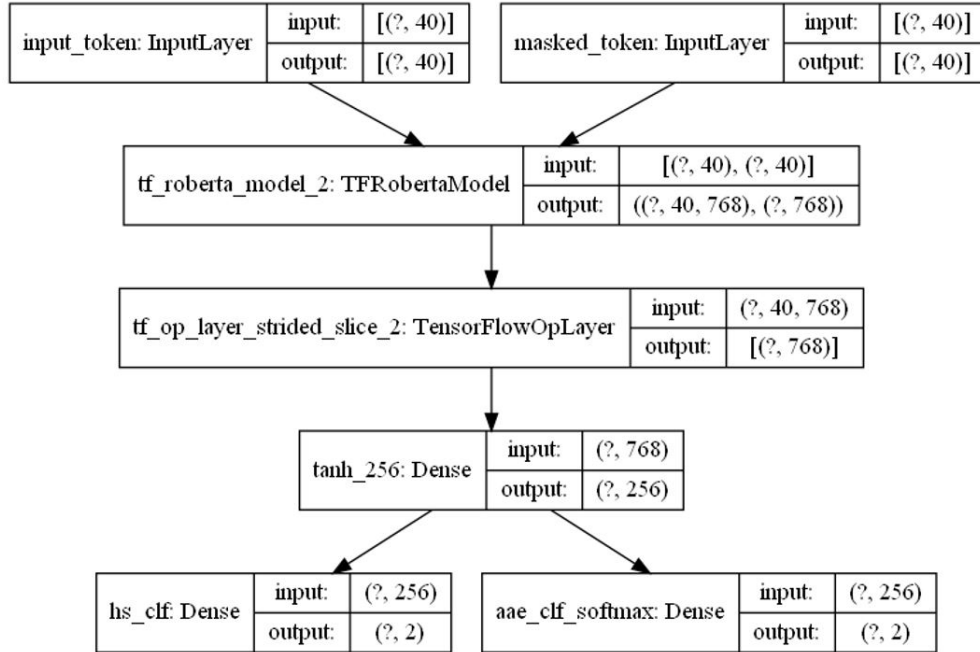 input_token: InputLayer
input: [(?, 40)]
output: [(?, 40)]
masked_token: InputLayer
input: [(?, 40)]
output: [(?, 40)]
tf_roberta_model_2: TFRobertaModel
input: [(?, 40), (?, 40)]
output: ((?, 40, 768), (?, 768))
tf_op_layer_strided_slice_2: TensorFlowOpLayer
input: (?, 40, 768)
output: [(?, 768)]
tanh_256: Dense
input: (?, 768)
output: (?, 256)
hs_clf: Dense
input: (?, 256)
output: (?, 2)
aae_clf_softmax: Dense
input: (?, 256)
output: (?, 2)